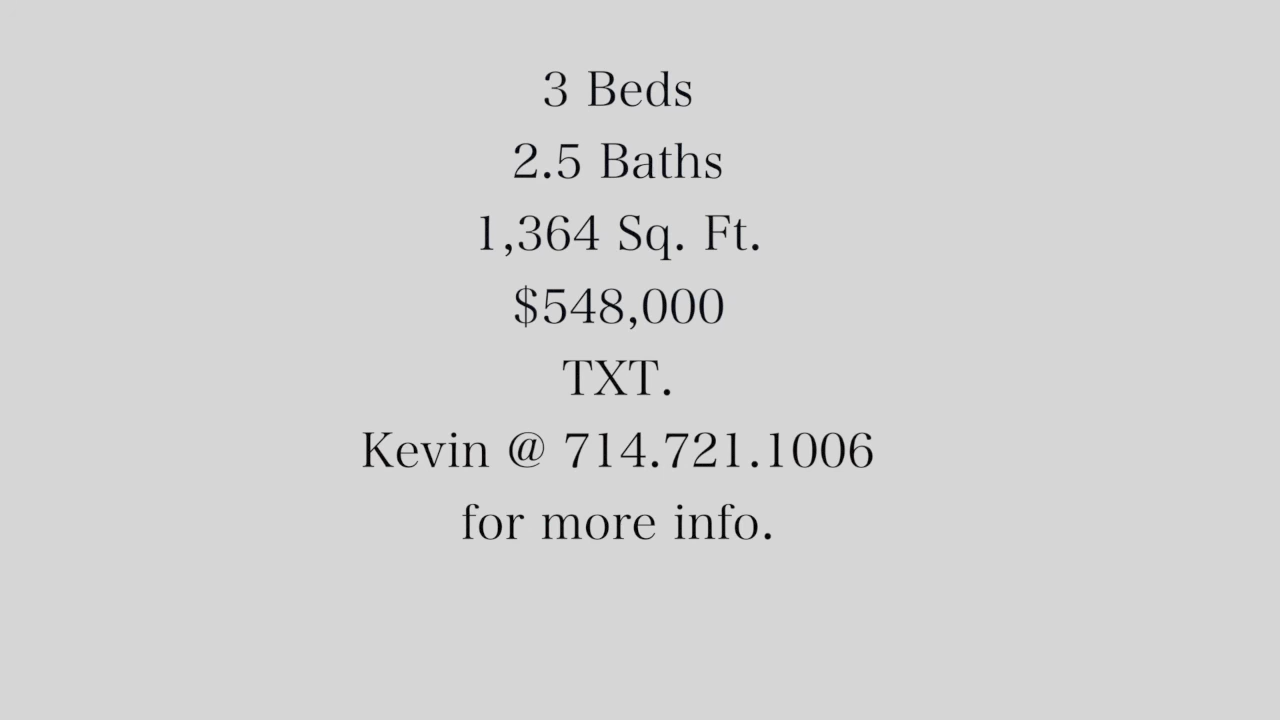 3 Beds
2.5 Baths
1,364 Sq. Ft.
$548,000
TXT.
Kevin @ 714.721.1006
for more info.